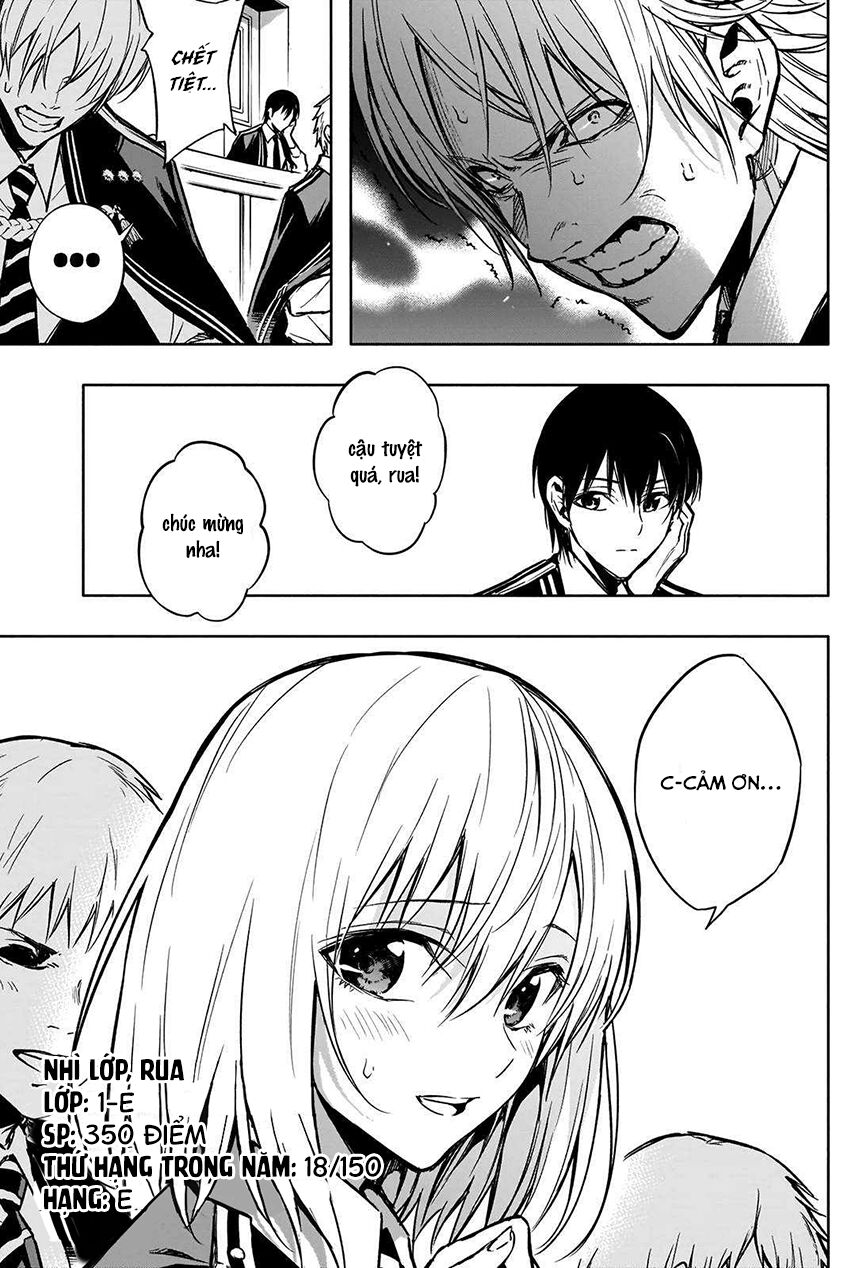 CHẾT
TIỆT...
•••
cậu tuyệt
quá, rua!
chúc mừng
nha!
C-CẢM ƠN...
NHÌ LỚP, RUA
LỚP: 1-E
SP: 350 ĐIỂM
THỨ HẠNG TRONG NĂM: 18/150
HẠNG: E